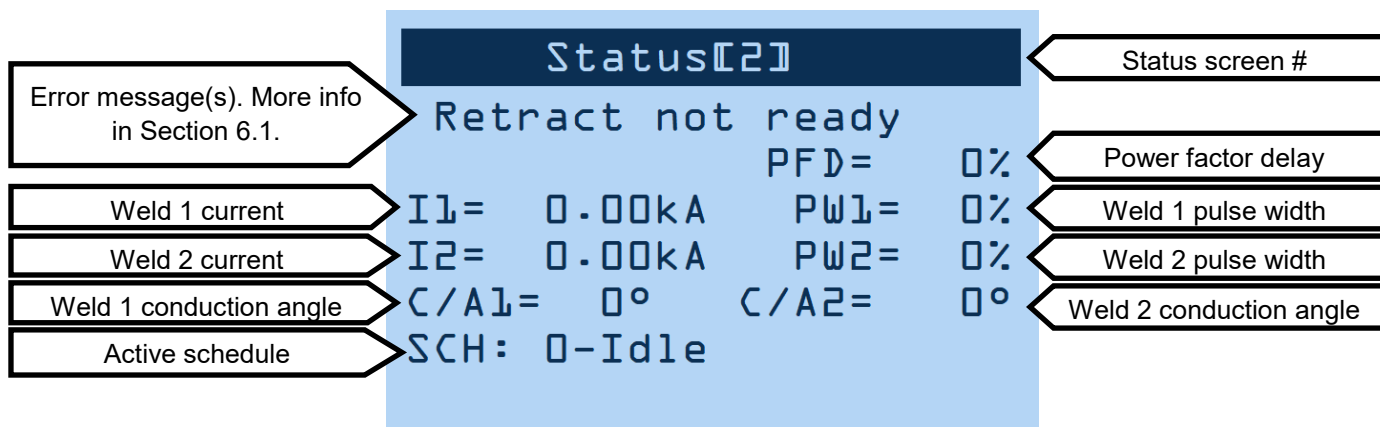 Status[2]
Status screen #
Error message(s). More info
in Section 6.1.
Retract not ready
PFD= 0%
Power factor delay
Weld 1 current
I1= 0.00kA PW1= 0%
Weld 1 pulse width
Weld 2 current
I2= 0.00kA PW2= 0%
Weld 2 pulse width
Weld 1 conduction angle
C/A1= 0° C/A2= 0°
Weld 2 conduction angle
Active schedule
SCH: 0-Idle